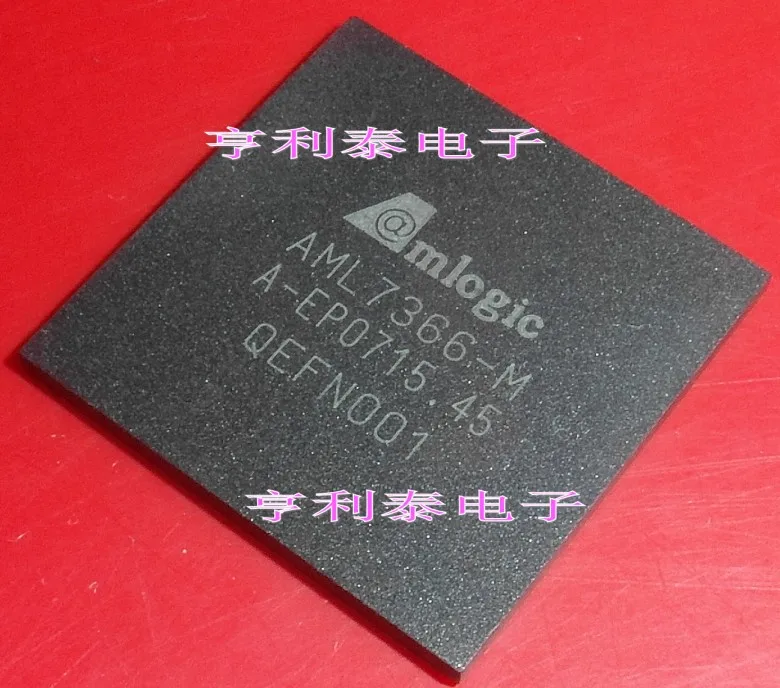 亨利泰电子
@mlogic
AML7366-M
A-EP0715.45
QEFN001
亨利泰电子